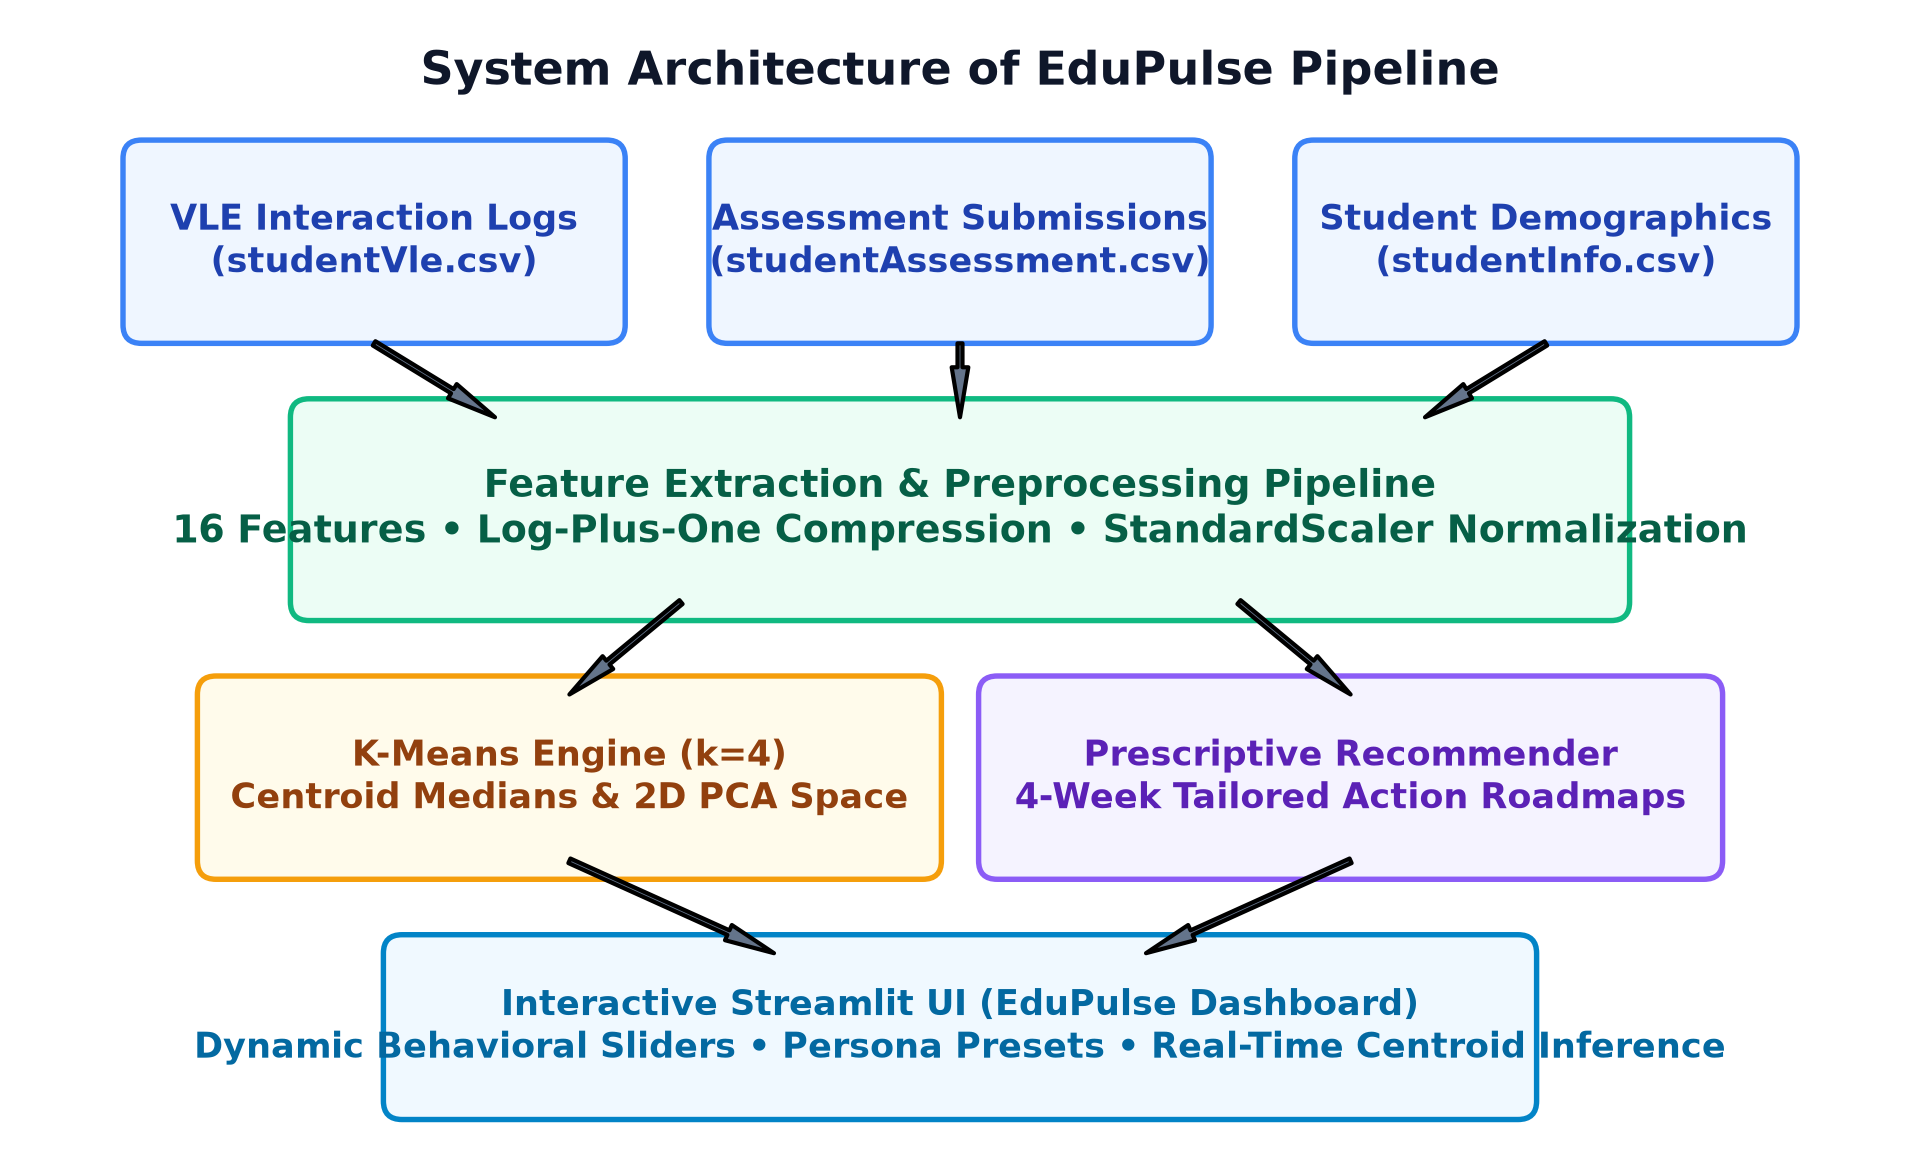 System Architecture of EduPulse Pipeline
VLE Interaction Logs
(studentVle.csv)
Assessment Submissions
(studentAssessment.csv)
Student Demographics
(studentInfo.csv)
Feature Extraction & Preprocessing Pipeline
16 Features • Log-Plus-One Compression • StandardScaler Normalization
K-Means Engine (k=4)
Centroid Medians & 2D PCA Space
Prescriptive Recommender
4-Week Tailored Action Roadmaps
Interactive Streamlit UI (EduPulse Dashboard)
Dynamic Behavioral Sliders • Persona Presets • Real-Time Centroid Inference